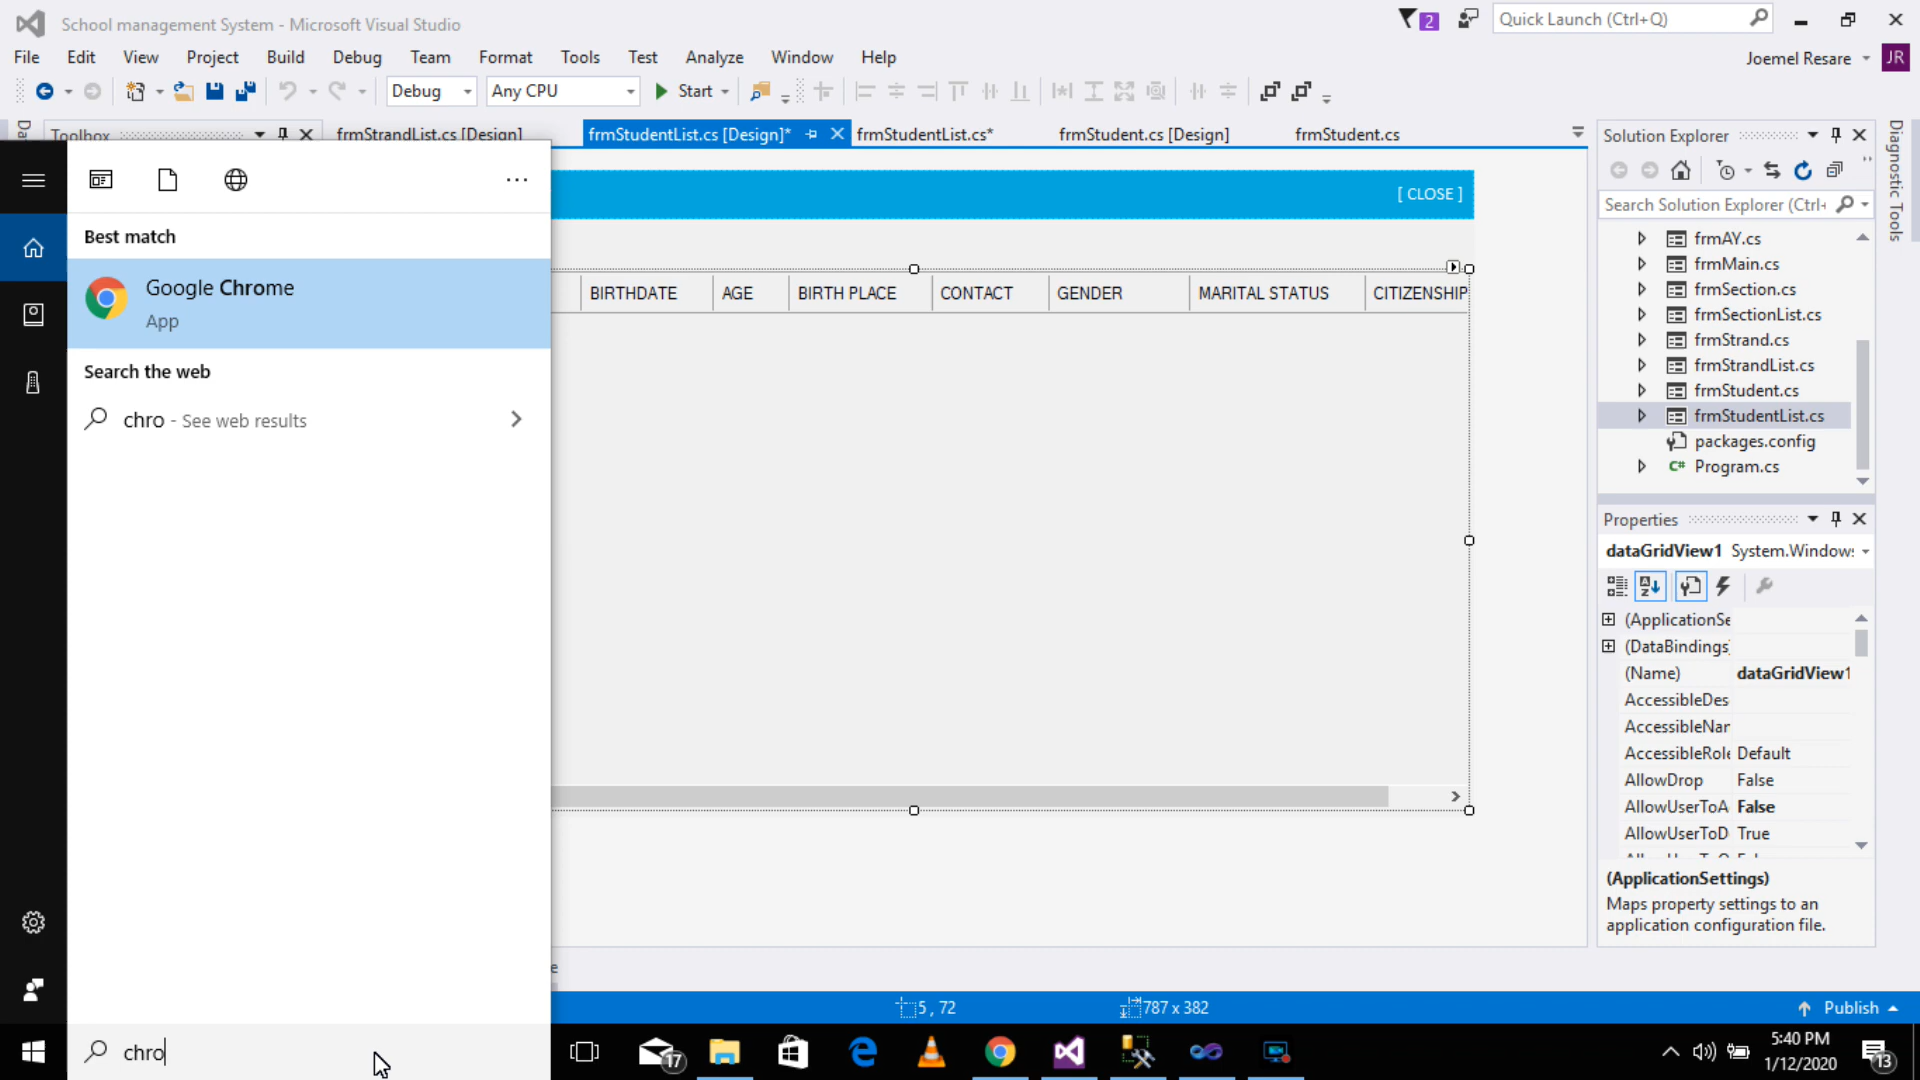 School management System - Microsoft Visual Studio
2
Quick Launch (Ctrl+Q)
File Edit View Project Build Debug Team Format Tools Test Analyze Window Help
Joemel Resare
JR
Debug
Any CPU
Start
Toolbox
frmStrandList.cs [Design]
frmStudentList.cs [Design]*
frmStudentList.cs*
frmStudent.cs [Design]
frmStudent.cs
Solution Explorer
Diagnostic Tools
Search Solution Explorer (Ctrl+
frmAY.cs
frmMain.cs
frmSection.cs
frmSectionList.cs
frmStrand.cs
frmStrandList.cs
frmStudent.cs
frmStudentList.cs
packages.config
C# Program.cs
[ CLOSE ]
BIRTHDATE
AGE
BIRTH PLACE
CONTACT
GENDER
MARITAL STATUS
CITIZENSHIP
Best match
Google Chrome
App
Search the web
chro - See web results
Properties
dataGridView1 System.Windows
(ApplicationSe
(DataBindings)
(Name) dataGridView1
AccessibleDes
AccessibleNar
AccessibleRole Default
AllowDrop False
AllowUserToA False
AllowUserToD True
(ApplicationSettings)
Maps property settings to an
application configuration file.
5 , 72
787 x 382
Publish
chro
17
5:40 PM
1/12/2020
13